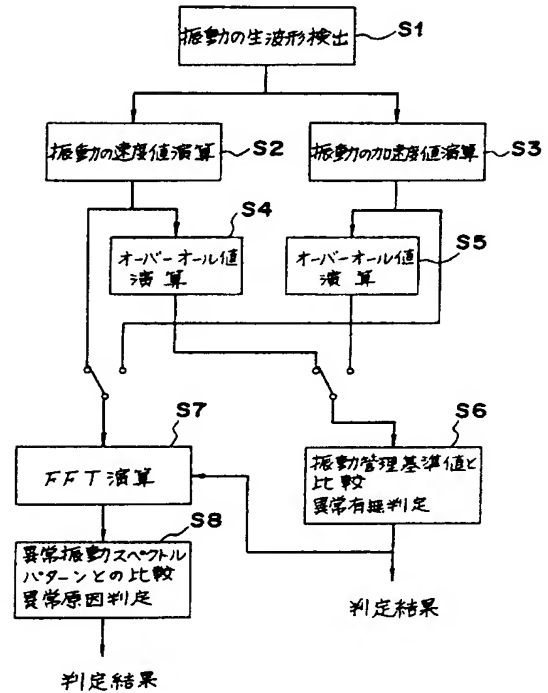 振動の生波形検出
S1
振動の速度値演算
S2
振動の加速度値演算
S3
S4
オーバーオール値
演算
S5
オーバーオール値
演算
S7
FFT演算
S6
振動管理基準値と
比較
異常有無判定
S8
異常振動スペクトル
パターンとの比較
異常原因判定
判定結果
判定結果